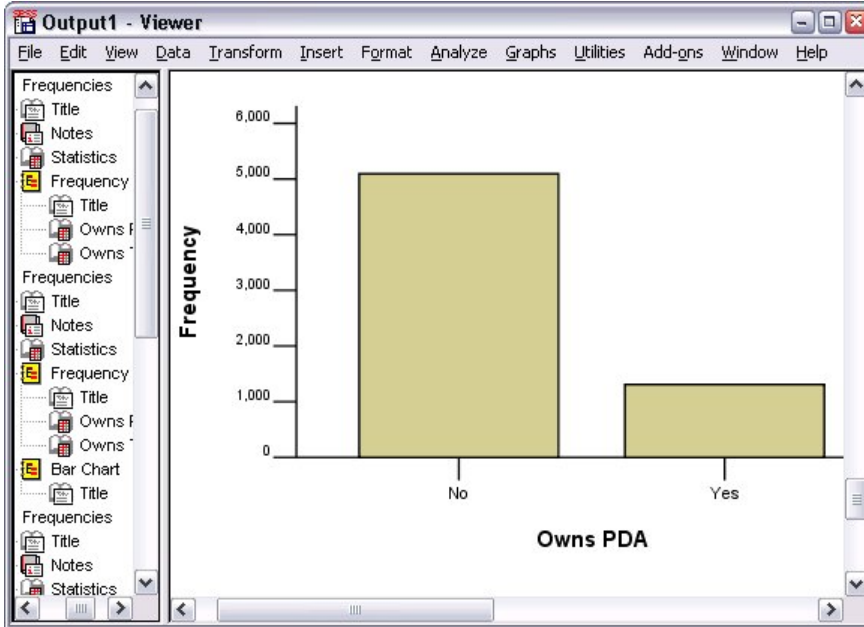 Output1 - Viewer
File Edit View Data Transform Insert Format Analyze Graphs Utilities Add-ons Window Help
Frequencies
Title
Notes
Statistics
Frequency
Title
Owns
Owns
Frequencies
Title
Notes
Statistics
Frequency
Title
Owns
Owns
Bar Chart
Title
Frequencies
Title
Notes
Statistics
6,000
5,000
4,000
3,000
2,000
1,000
0
Frequency
No Yes
Owns PDA